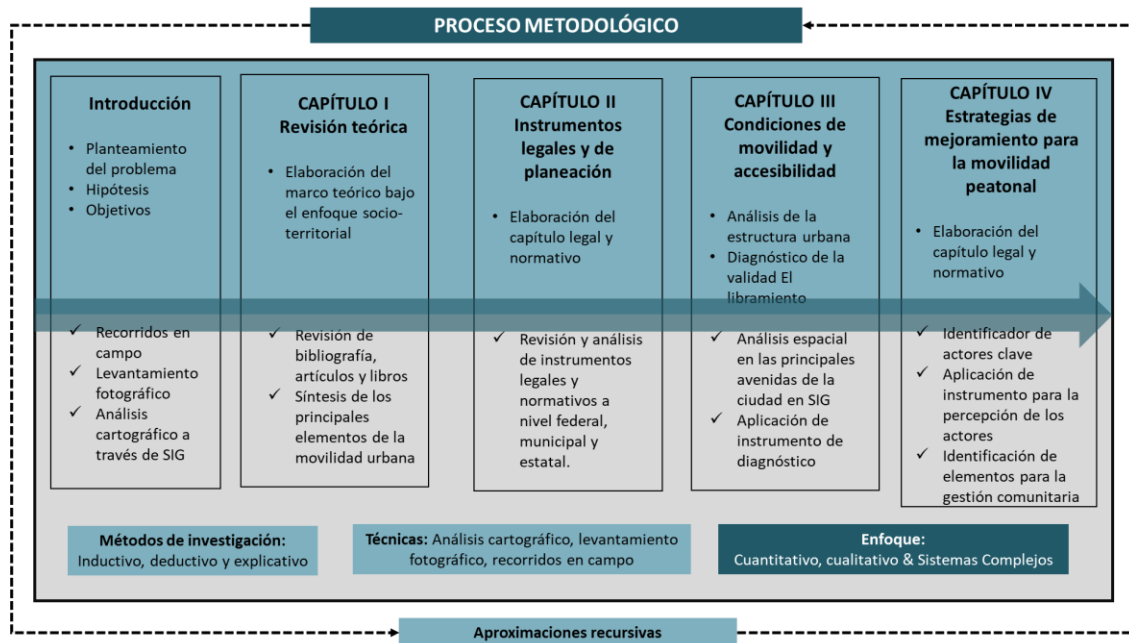 PROCESO METODOLÓGICO
Introducción
• Planteamiento
del problema
• Hipótesis
• Objetivos
✓ Recorridos en
campo
✓ Levantamiento
fotográfico
✓ Análisis
cartográfico a
través de SIG
CAPÍTULO I
Revisión teórica
• Elaboración del
marco teórico bajo
el enfoque socio-
territorial
✓ Revisión de
bibliografía,
artículos y libros
✓ Síntesis de los
principales
elementos de la
movilidad urbana
CAPÍTULO II
Instrumentos
legales y de
planeación
• Elaboración del
capítulo legal y
normativo
✓ Revisión y análisis
de instrumentos
legales y
normativos a
nivel federal,
municipal y
estatal.
CAPÍTULO III
Condiciones de
movilidad y
accesibilidad
• Análisis de la
estructura urbana
• Diagnóstico de la
validad El
libramiento
✓ Análisis espacial
en las principales
avenidas de la
ciudad en SIG
✓ Aplicación de
instrumento de
diagnóstico
CAPÍTULO IV
Estrategias de
mejoramiento para
la movilidad
peatonal
• Elaboración del
capítulo legal y
normativo
✓ Identificador de
actores clave
✓ Aplicación de
instrumento para la
percepción de los
actores
✓ Identificación de
elementos para la
gestión comunitaria
Métodos de investigación:
Inductivo, deductivo y explicativo
Técnicas: Análisis cartográfico, levantamiento
fotográfico, recorridos en campo
Enfoque:
Cuantitativo, cualitativo & Sistemas Complejos
Aproximaciones recursivas